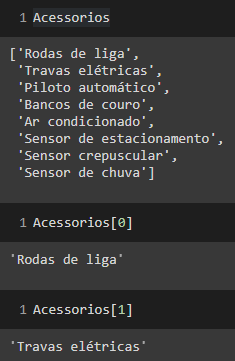 1 Acessorios
['Rodas de liga',
 'Travas elétricas',
 'Piloto automático',
 'Bancos de couro',
 'Ar condicionado',
 'Sensor de estacionamento',
 'Sensor crepuscular',
 'Sensor de chuva']
1 Acessorios[0]
'Rodas de liga'
1 Acessorios[1]
'Travas elétricas'